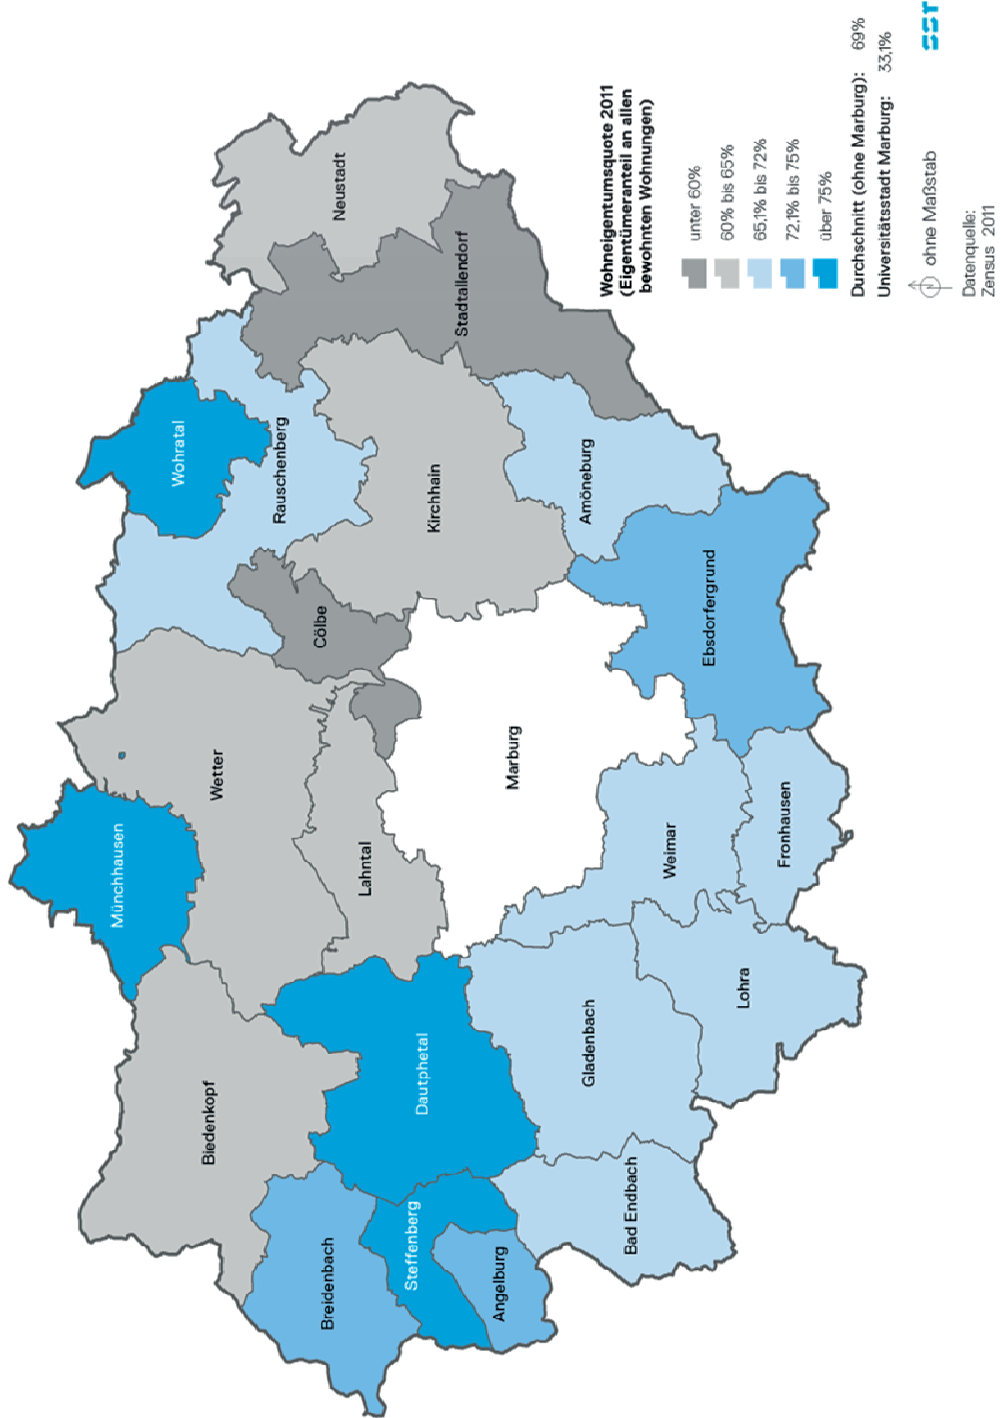 Neustadt
Stadtallendorf
Wohratal
Rauschenberg
Kirchhain
Amöneburg
Cölbe
Ebsdorfergrund
Wetter
Marburg
Münchhausen
Lahntal
Weimar
Fronhausen
Biedenkopf
Dautphetal
Gladenbach
Lohra
Breidenbach
Steffenberg
Angelburg
Bad Endbach
Wohneigentumsquote 2011
(Eigentümeranteil an allen
bewohnten Wohnungen)
unter 60%
60% bis 65%
65,1% bis 72%
72,1% bis 75%
über 75%
Durchschnitt (ohne Marburg): 69%
Universitätsstadt Marburg: 33,1%
ohne Maßstab
Datenquelle:
Zensus 2011